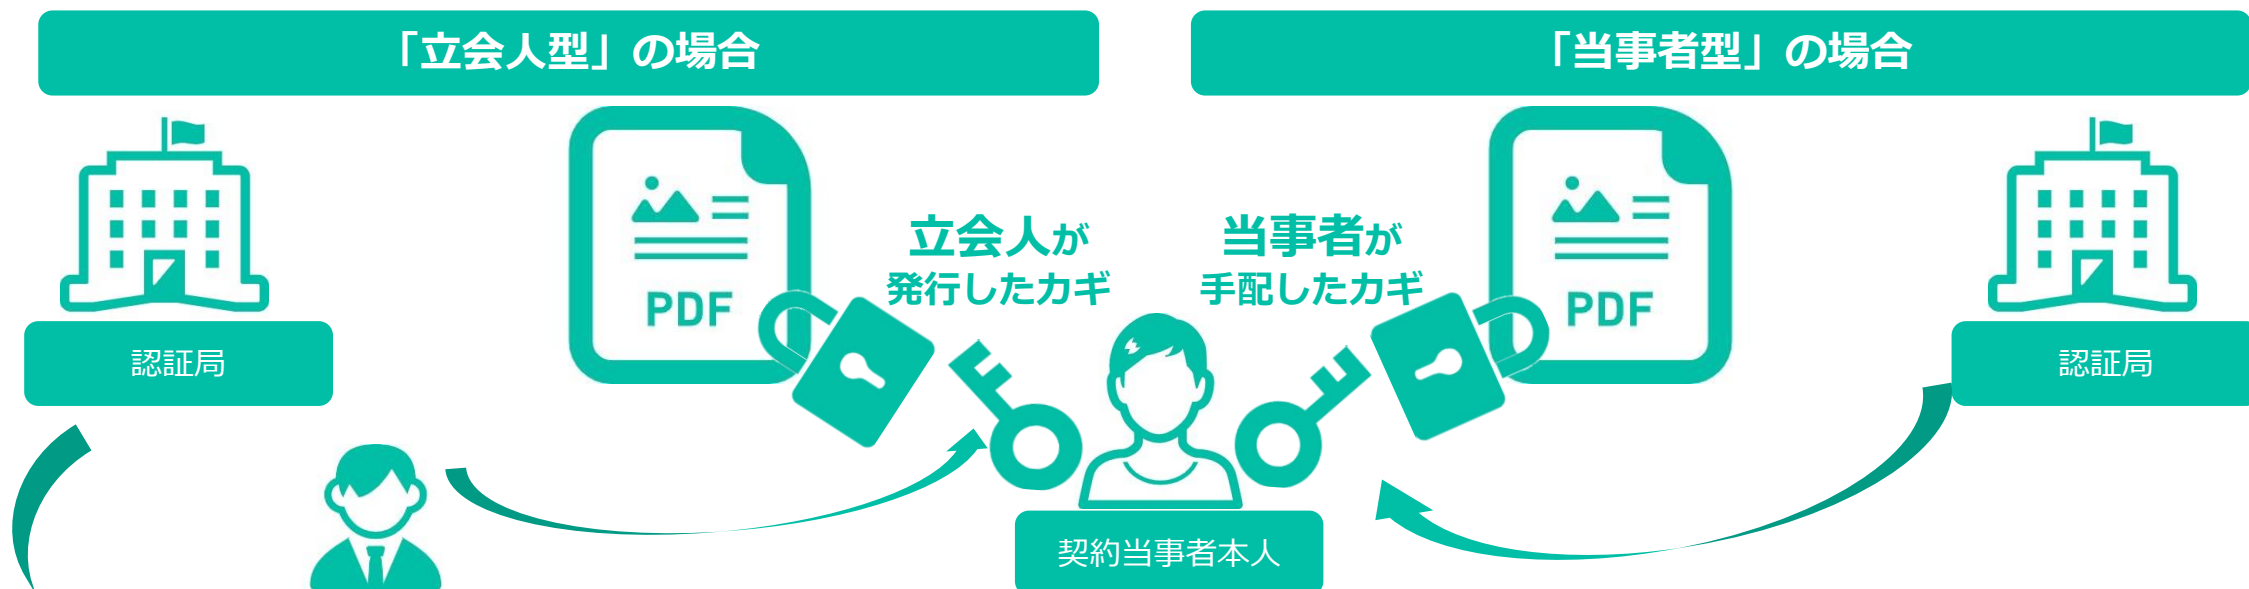 「立会人型」の場合
「当事者型」の場合
PDF
立会人が
発行したカギ
当事者が
手配したカギ
PDF
認証局
認証局
契約当事者本人